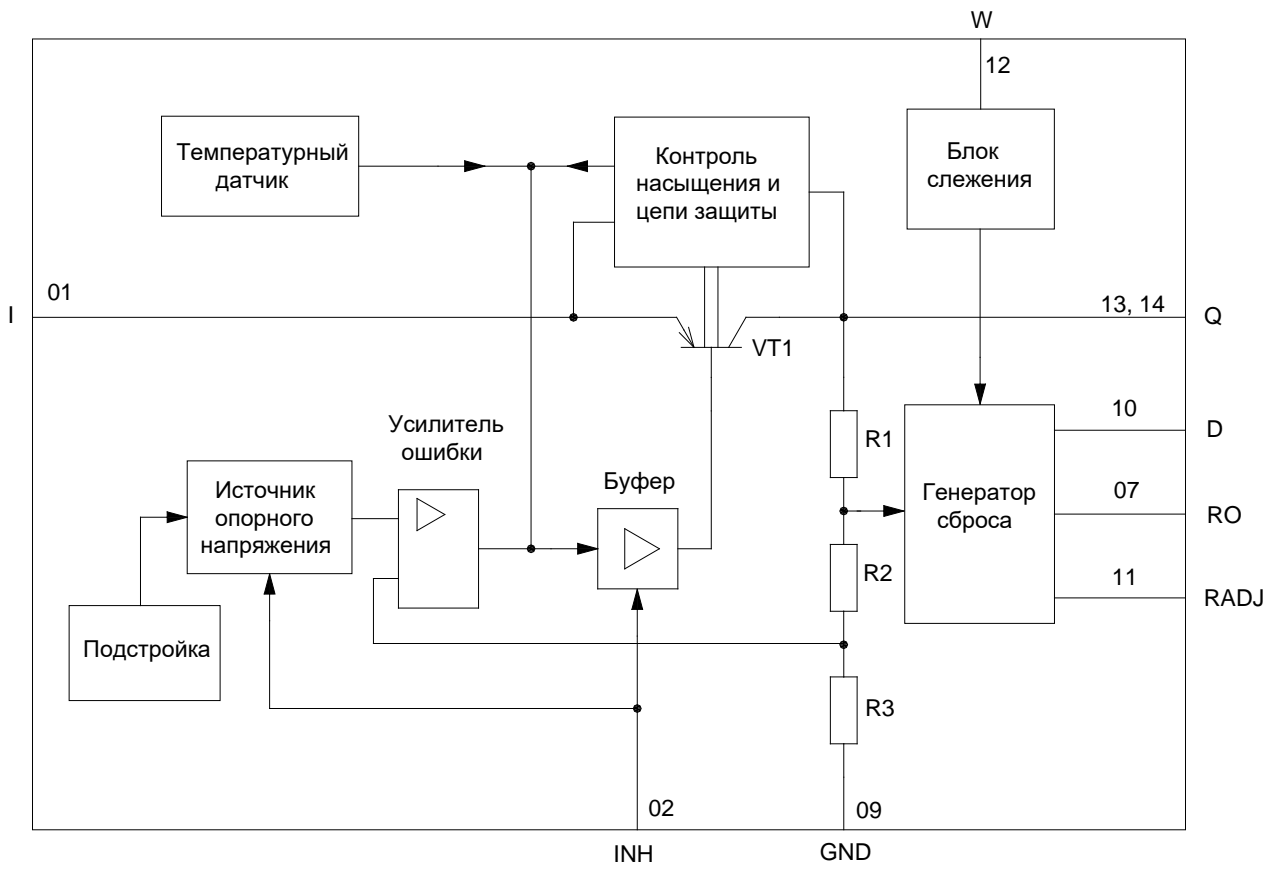 W
12
Температурный
датчик
Контроль
насыщения и
цепи защиты
Блок
слежения
I
01
13, 14
Q
VT1
Усилитель
ошибки
Буфер
R1
10
D
Источник
опорного
напряжения
Генератор
сброса
07
RO
R2
11
RADJ
Подстройка
R3
02
09
INH
GND